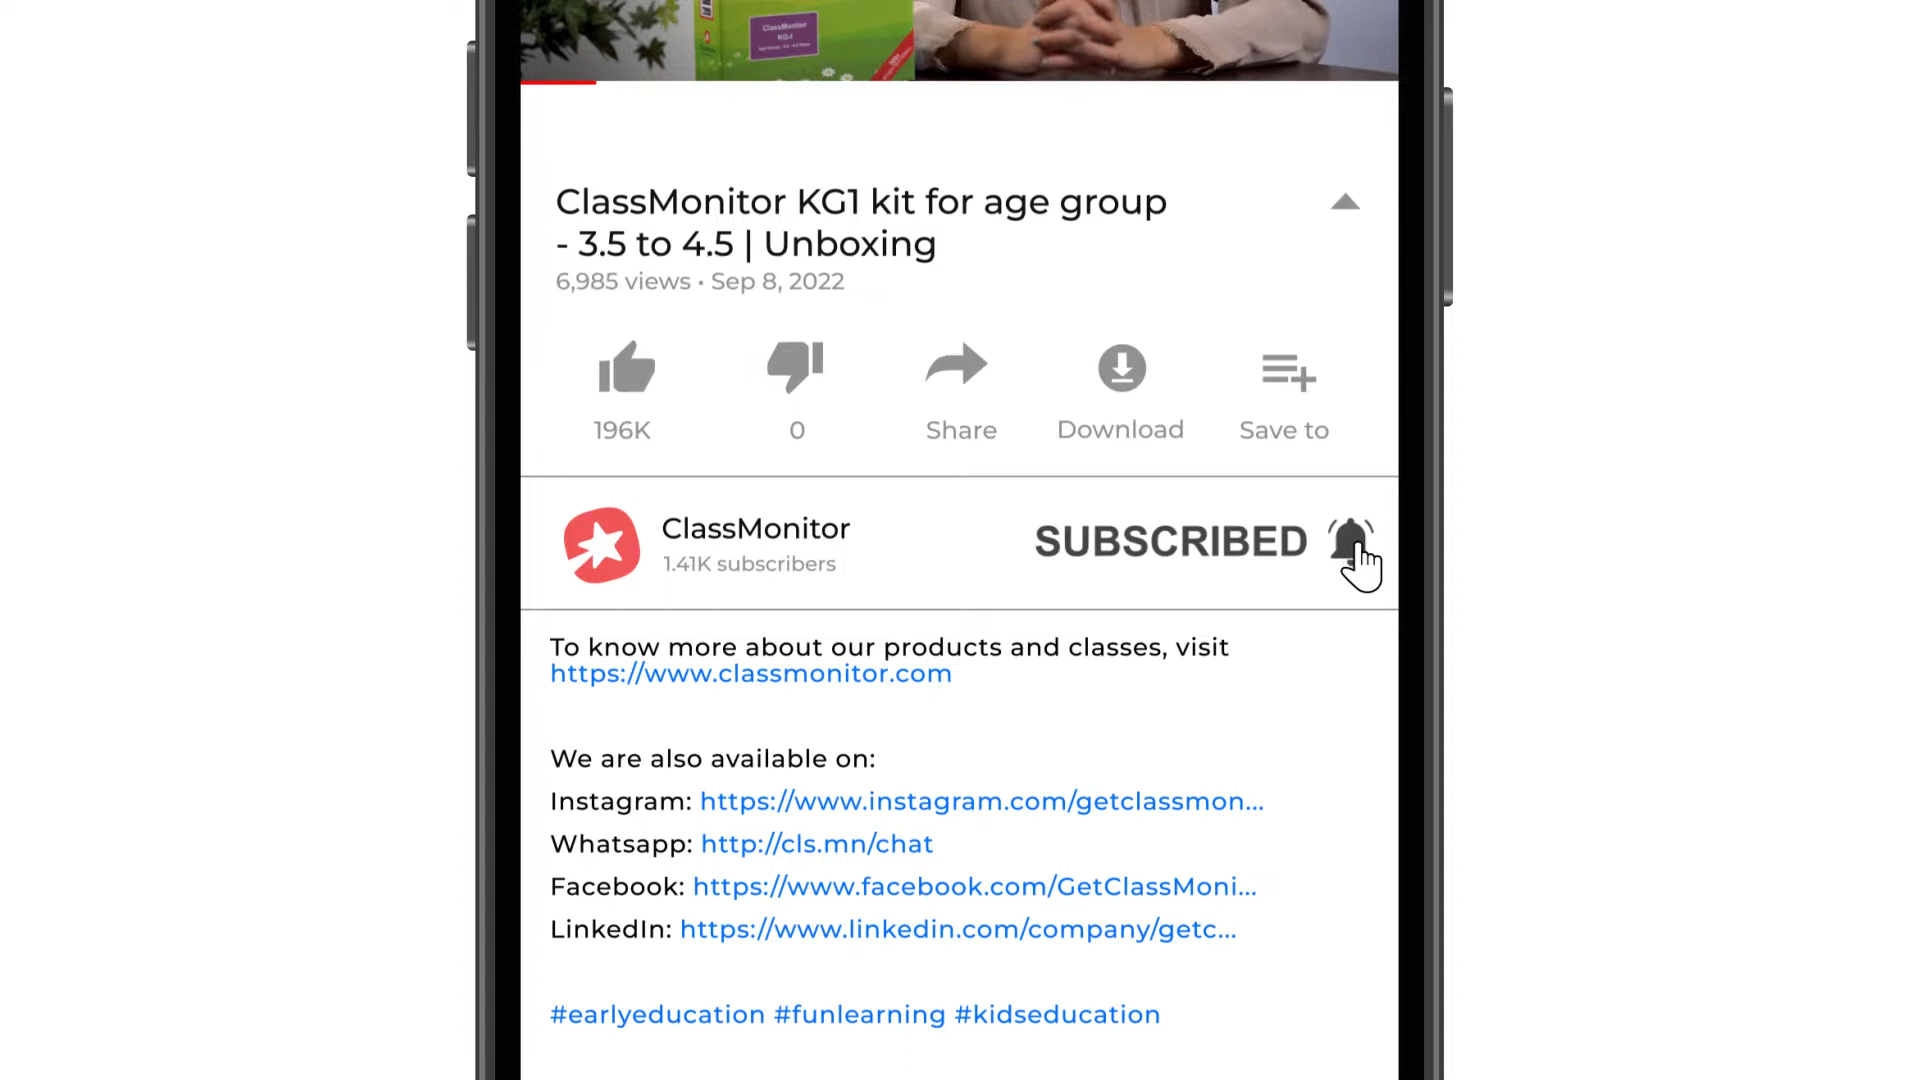 ClassMonitor
KG-I
ClassMonitor KG1 kit for age group
- 3.5 to 4.5 | Unboxing
6,985 views • Sep 8, 2022
196K
0
Share
Download
Save to
ClassMonitor
1.41K subscribers
SUBSCRIBED
To know more about our products and classes, visit
https://www.classmonitor.com
We are also available on:
Instagram: https://www.instagram.com/getclassmon...
Whatsapp: http://cls.mn/chat
Facebook: https://www.facebook.com/GetClassMoni...
LinkedIn: https://www.linkedin.com/company/getc...
#earlyeducation #funlearning #kidseducation